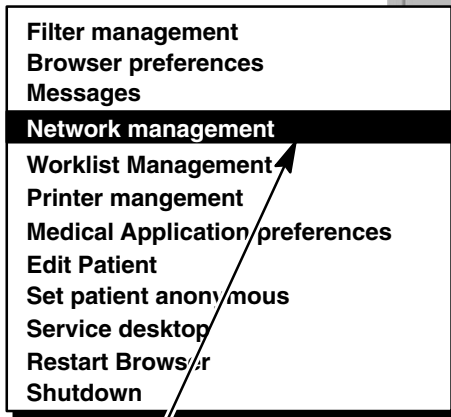 Filter management
Browser preferences
Messages
Network management
Worklist Management
Printer mangement
Medical Application preferences
Edit Patient
Set patient anonymous
Service desktop
Restart Browser
Shutdown